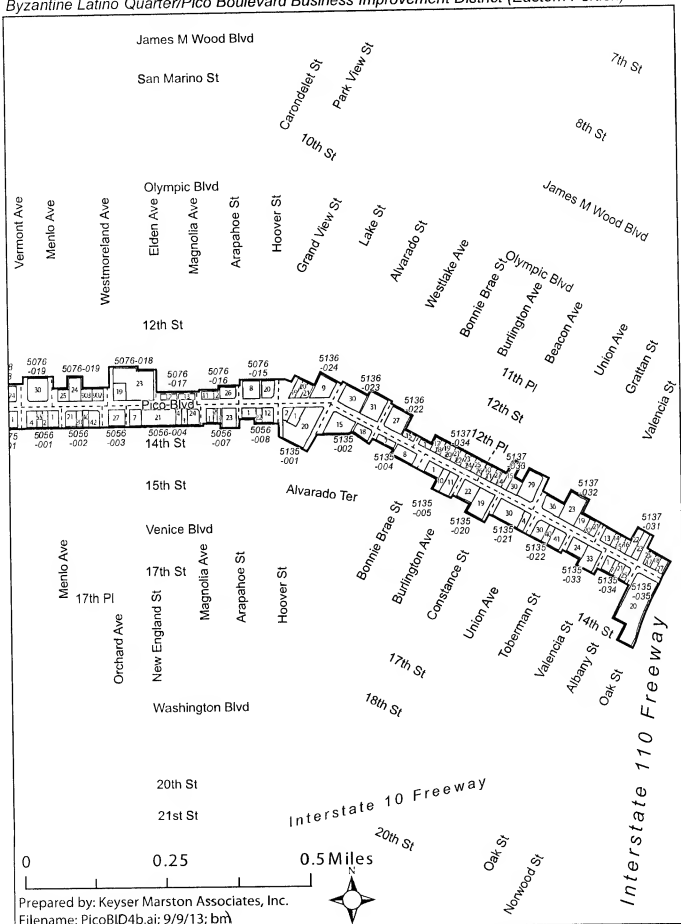 Byzantine Latino Quarter/Pico Boulevard Business Improvement District (Eastern Portion)
James M Wood Blvd
San Marino St
Carondelet St
Park View St
7th St
8th St
10th St
Olympic Blvd
James M Wood Blvd
Vermont Ave
Menlo Ave
Westmoreland Ave
Elden Ave
Magnolia Ave
Arapahoe St
Hoover St
Grand View St
Lake St
Alvarado St
Westlake Ave
Bonnie Brae St
Olympic Blvd
Burlington Ave
Beacon Ave
Union Ave
Grattan St
Valencia St
12th St
11th Pl
12th St
12th Pl
5076
-019
5076-019
5076-018
5076
-017
5076
-016
5076
-015
5136
-024
5136
-023
5136
-022
5137
-034
5137
-033
5137
-032
5137
-031
Pico Blvd
5056
-001
5056
-002
5056
-003
5056-004
5056
-007
5056
-008
5135
-001
5135
-002
5135
-004
5135
-005
5135
-020
5135
-021
5135
-022
5135
-033
5135
-034
5135
-035
14th St
15th St
Alvarado Ter
Venice Blvd
17th St
17th Pl
Menlo Ave
Orchard Ave
New England St
Magnolia Ave
Arapahoe St
Hoover St
Bonnie Brae St
Burlington Ave
Constance St
Union Ave
Toberman St
Valencia St
Albany St
Oak St
14th St
17th St
18th St
Washington Blvd
20th St
21st St
Interstate 10 Freeway
Interstate 110 Freeway
20th St
Oak St
Norwood St
0 0.25 0.5 Miles
N
Prepared by: Keyser Marston Associates, Inc.
Filename: PicoBID4b.ai; 9/9/13; bm